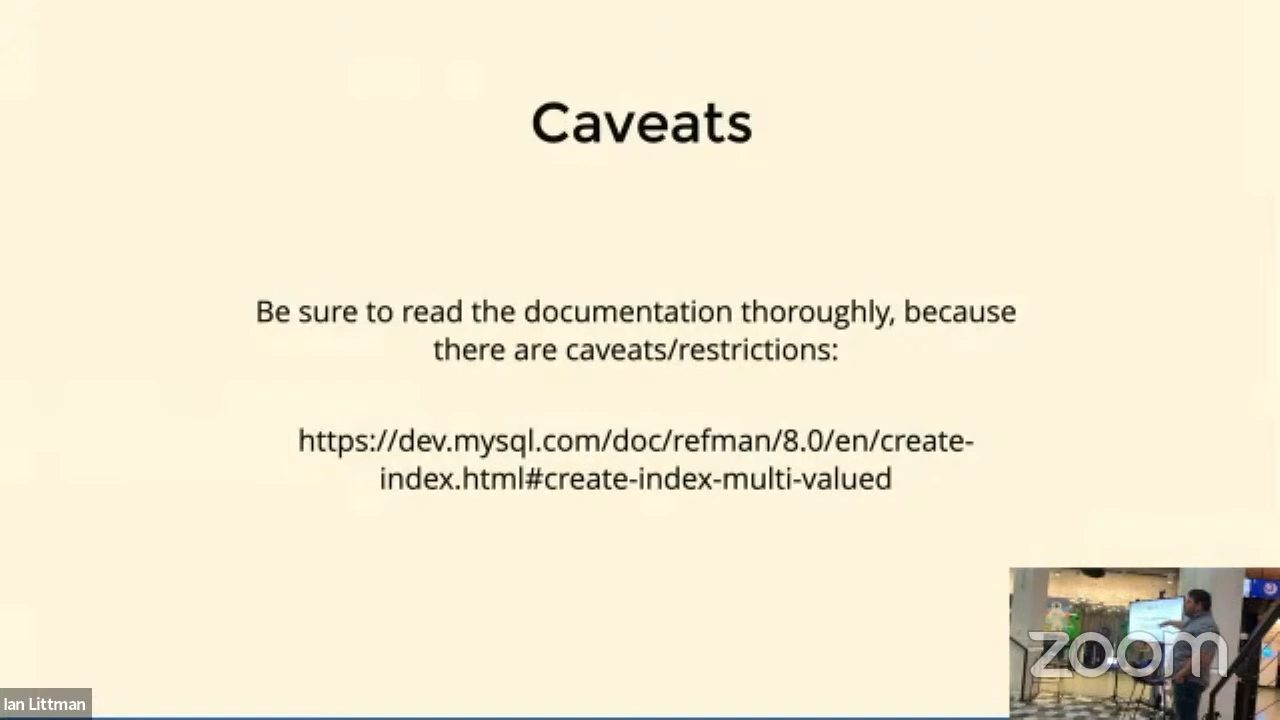 Caveats
Be sure to read the documentation thoroughly, because
there are caveats/restrictions:
https://dev.mysql.com/doc/refman/8.0/en/create-
index.html#create-index-multi-valued
zoom
Ian Littman